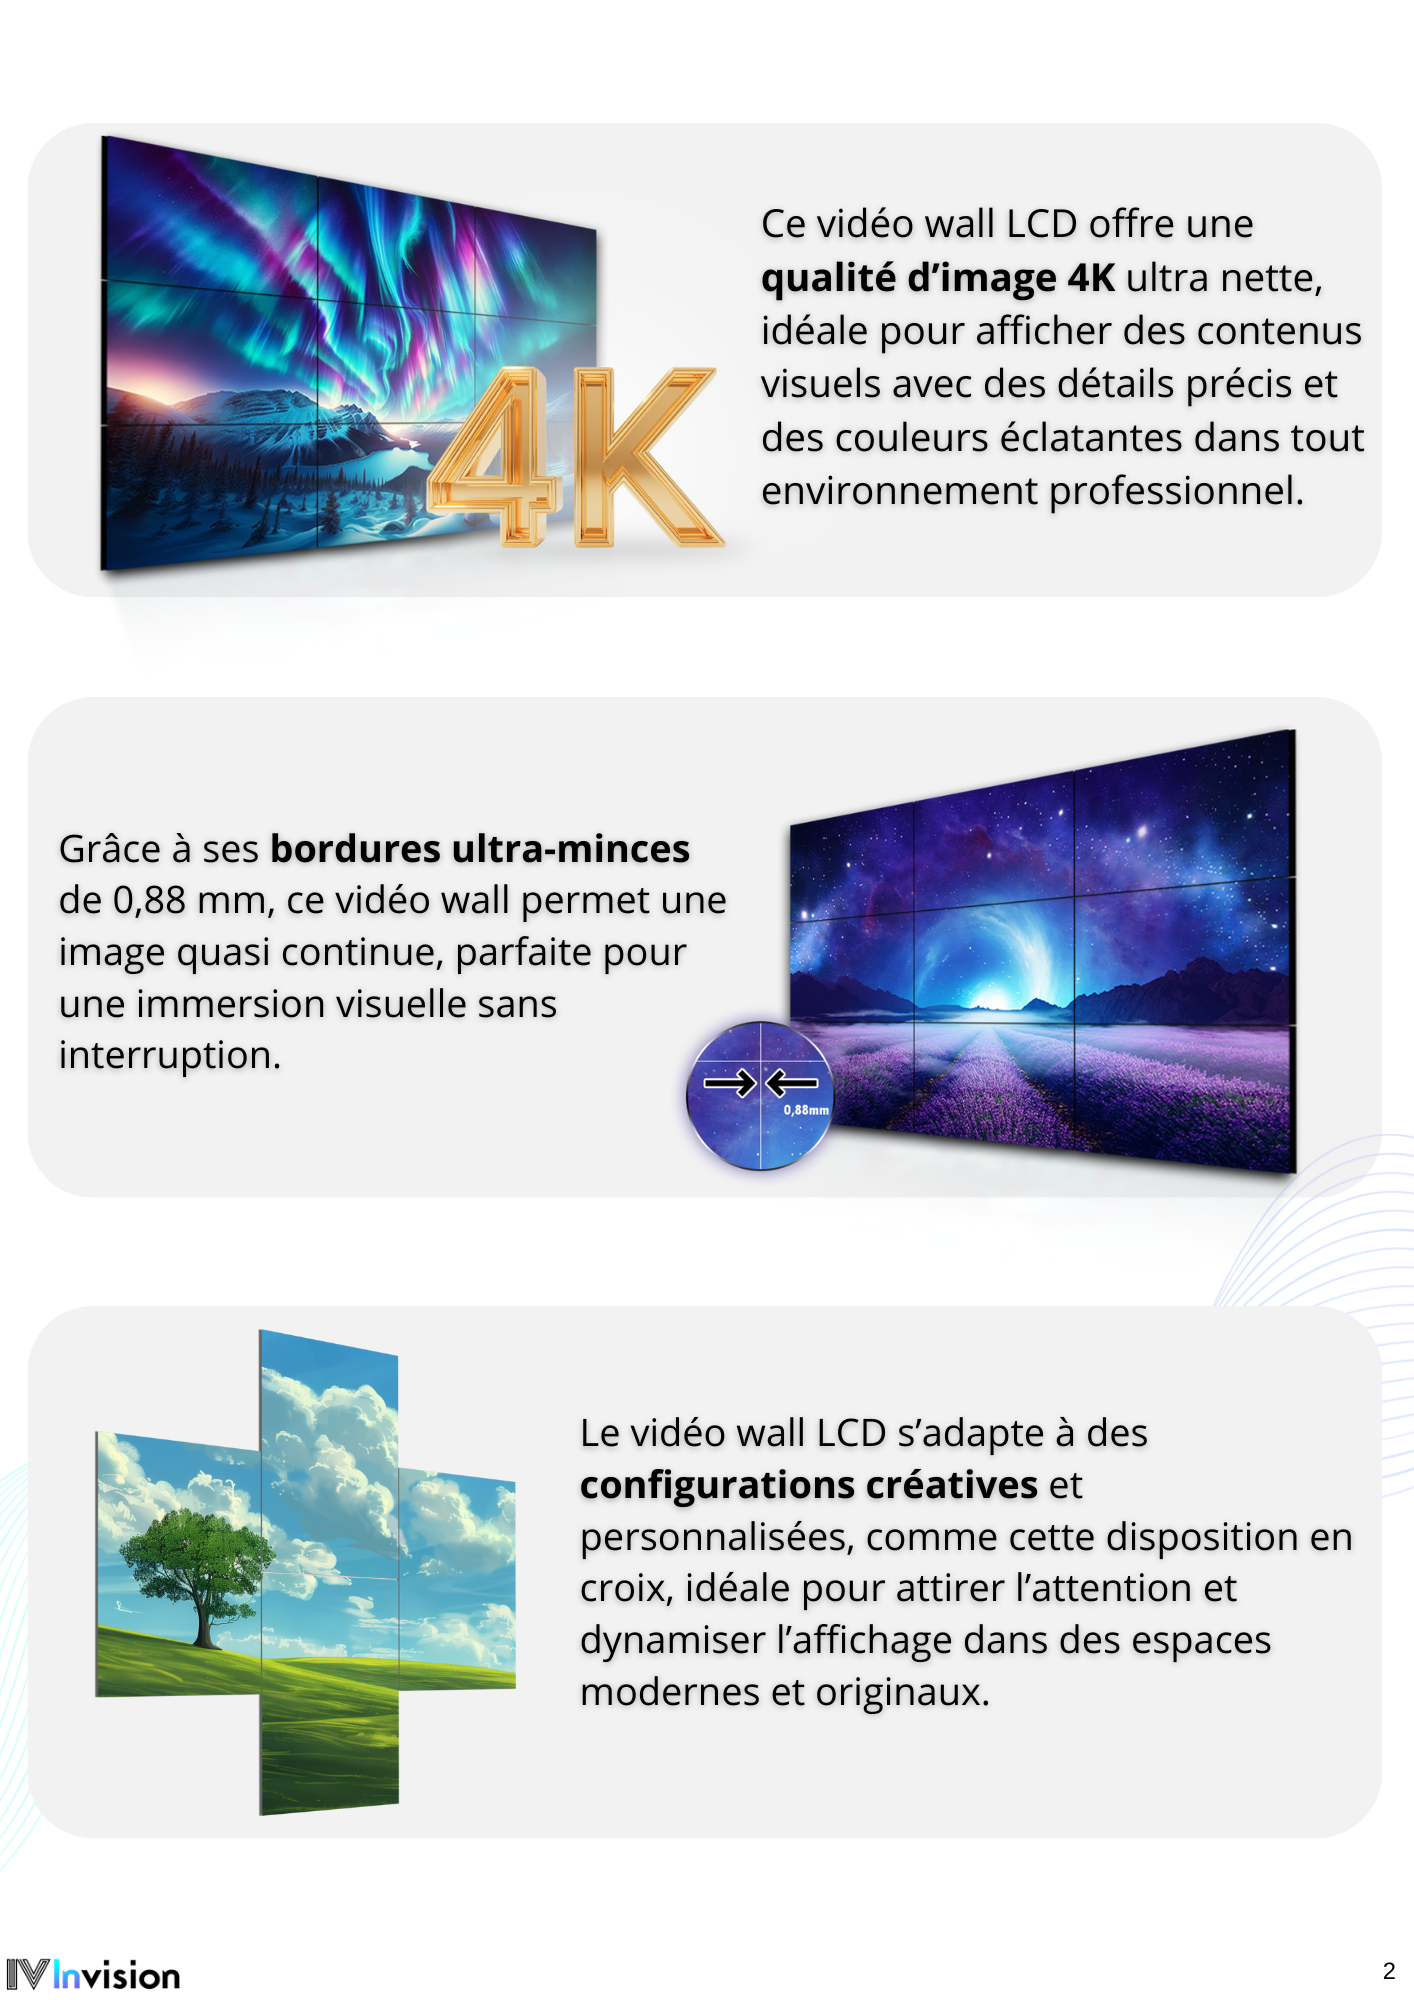 Ce vidéo wall LCD offre une
qualité d’image 4K ultra nette,
idéale pour afficher des contenus
visuels avec des détails précis et
des couleurs éclatantes dans tout
environnement professionnel.
4K
Grâce à ses bordures ultra-minces
de 0,88 mm, ce vidéo wall permet une
image quasi continue, parfaite pour
une immersion visuelle sans
interruption.
0,88mm
Le vidéo wall LCD s’adapte à des
configurations créatives et
personnalisées, comme cette disposition en
croix, idéale pour attirer l’attention et
dynamiser l’affichage dans des espaces
modernes et originaux.
IV Invision
2